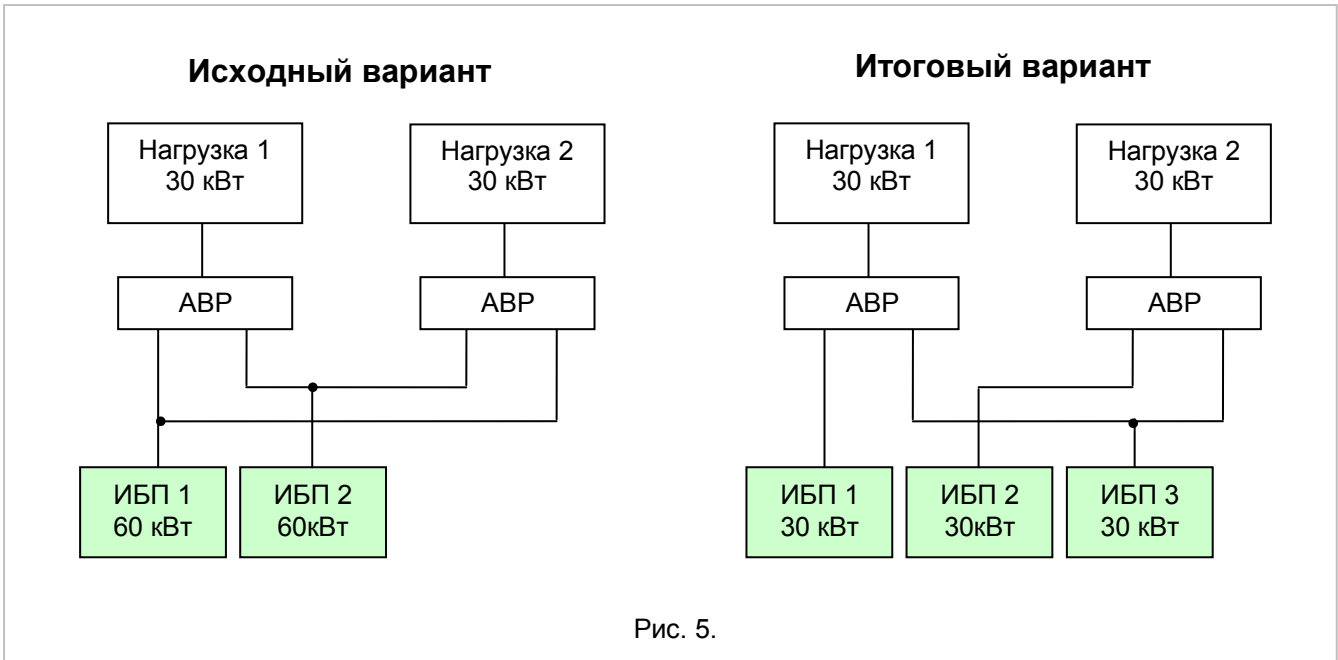 Исходный вариант
Нагрузка 1
30 кВт
Нагрузка 2
30 кВт
АВР
АВР
ИБП 1
60 кВт
ИБП 2
60кВт
Итоговый вариант
Нагрузка 1
30 кВт
Нагрузка 2
30 кВт
АВР
АВР
ИБП 1
30 кВт
ИБП 2
30кВт
ИБП 3
30 кВт
Рис. 5.